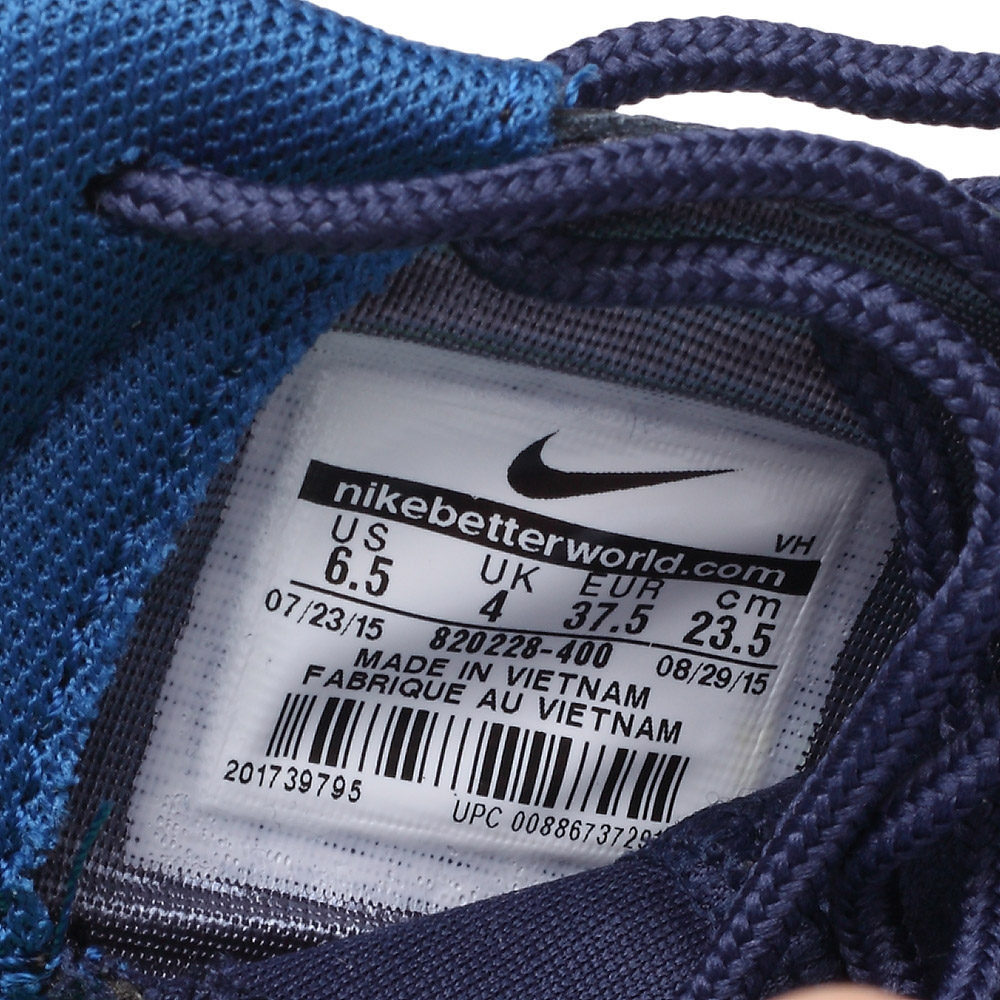 nikebetterworld.com
VH
US UK EUR cm
6.5 4 37.5 23.5
07/23/15 820228-400 08/29/15
MADE IN VIETNAM
FABRIQUE AU VIETNAM
201739795
UPC 0088673729